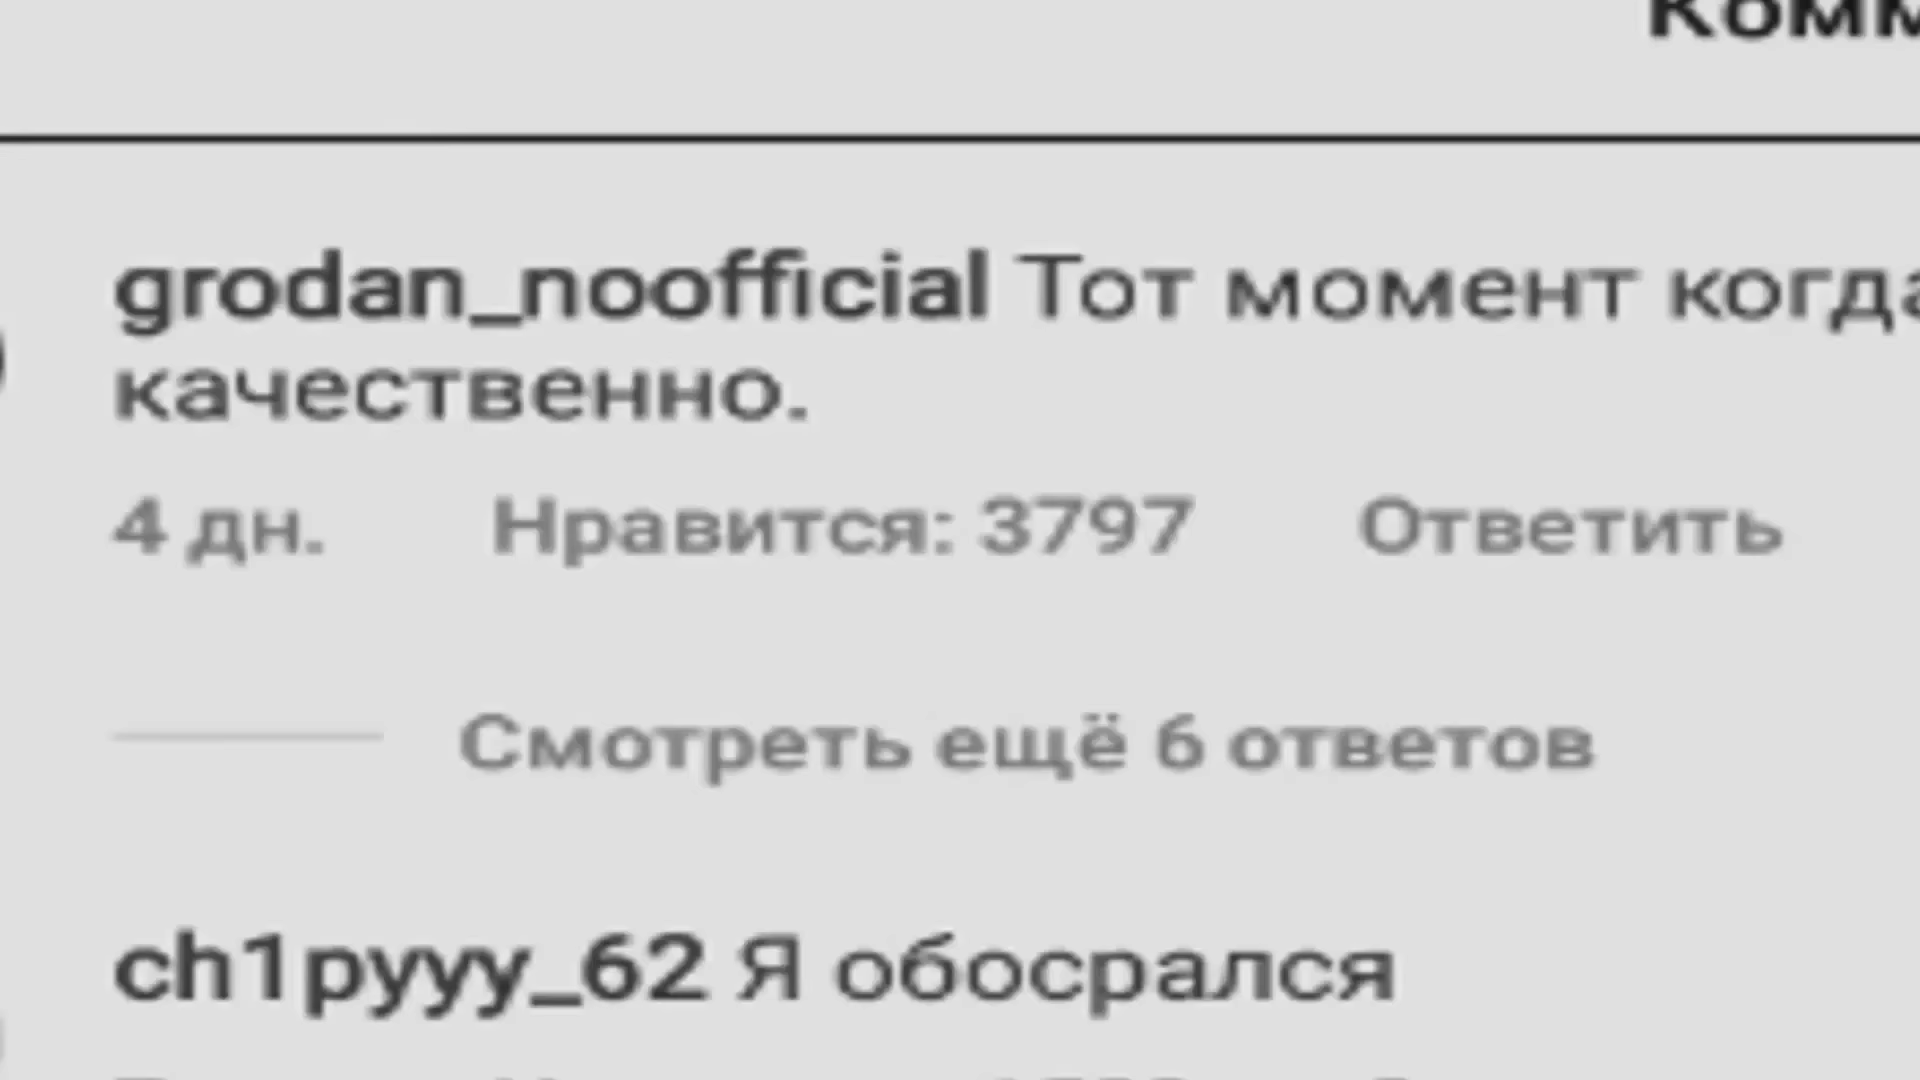 Комм
grodan_noofficial Тот момент когда
качественно.
4 дн. Нравится: 3797 Ответить
Смотреть ещё 6 ответов
ch1pyyy_62 Я обосрался